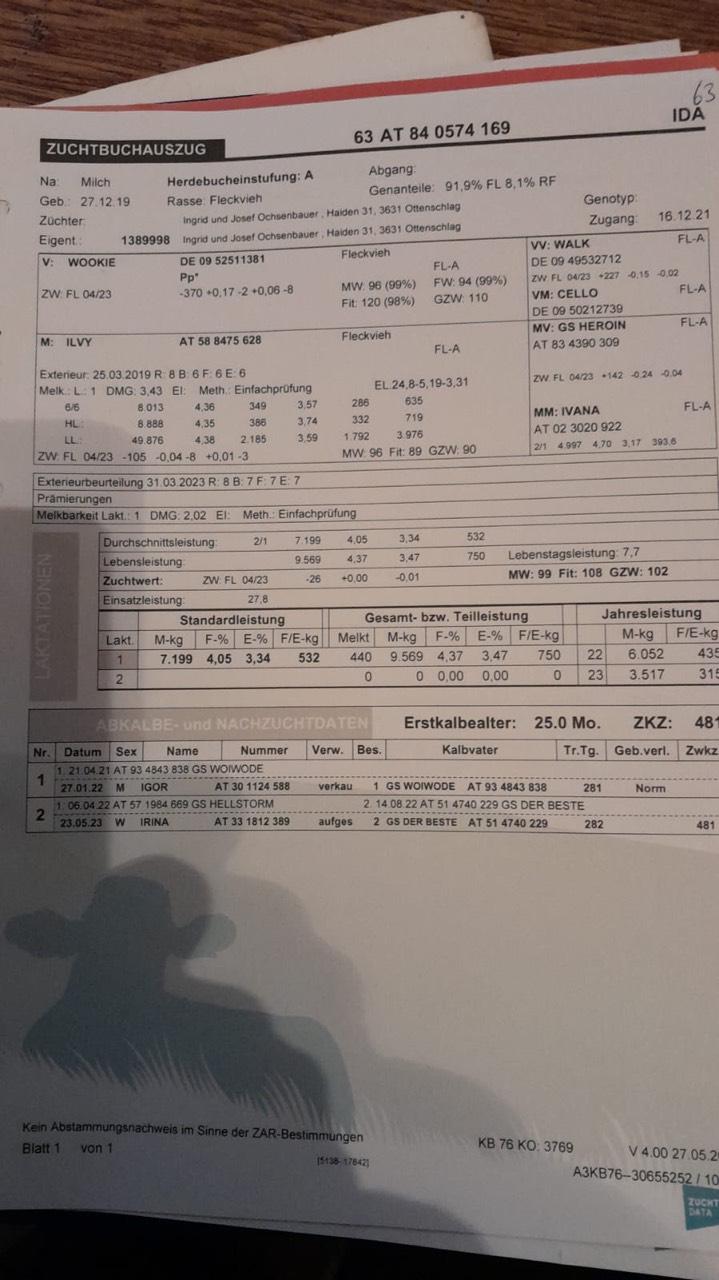 63
IDA
63 AT 84 0574 169
ZUCHTBUCHAUSZUG
Na: Milch Herdebucheinstufung: A Abgang:
Geb.: 27.12.19 Rasse: Fleckvieh Genanteile: 91,9% FL 8,1% RF Genotyp:
Züchter: Ingrid und Josef Ochsenbauer , Haiden 31, 3631 Ottenschlag Zugang: 16.12.21
Eigent.: 1389998 Ingrid und Josef Ochsenbauer , Haiden 31, 3631 Ottenschlag
V: WOOKIE DE 09 52511381 Fleckvieh
Pp* FL-A
ZW: FL 04/23 -370 +0,17 -2 +0,06 -8 MW: 96 (99%) FW: 94 (99%)
Fit: 120 (98%) GZW: 110
VV: WALK FL-A
DE 09 49532712
ZW FL 04/23 +227 -0,15 -0,02
VM: CELLO FL-A
DE 09 50212739
M: ILVY AT 58 8475 628 Fleckvieh
FL-A
Exterieur: 25.03.2019 R: 8 B: 6 F: 6 E: 6
Melk.: L.: 1 DMG: 3,43 EI: Meth.: Einfachprüfung EL.24,8-5,19-3,31
6/6 8.013 4,36 349 3,57 286 635
HL.: 8.888 4,35 386 3,74 332 719
LL.: 49.876 4,38 2.185 3,59 1.792 3.976
ZW: FL 04/23 -105 -0,04 -8 +0,01 -3 MW: 96 Fit: 89 GZW: 90
MV: GS HEROIN FL-A
AT 83 4390 309
ZW FL 04/23 +142 -0,24 -0,04
MM: IVANA FL-A
AT 02 3020 922
2/1 4.997 4,70 3,17 393,6
Exterieurbeurteilung 31.03.2023 R: 8 B: 7 F: 7 E: 7
Prämierungen
Melkbarkeit Lakt.: 1 DMG: 2,02 EI: Meth.: Einfachprüfung
LAKTATIONEN
Durchschnittsleistung: 2/1 7.199 4,05 3,34 532
Lebensleistung: 9.569 4,37 3,47 750 Lebenstagsleistung: 7,7
Zuchtwert: ZW: FL 04/23 -26 +0,00 -0,01 MW: 99 Fit: 108 GZW: 102
Einsatzleistung: 27,8
Standardleistung Gesamt- bzw. Teilleistung Jahresleistung
Lakt. M-kg F-% E-% F/E-kg Melkt M-kg F-% E-% F/E-kg M-kg F/E-kg
1 7.199 4,05 3,34 532 440 9.569 4,37 3,47 750 22 6.052 435
2 0 0 0,00 0,00 0 23 3.517 315
ABKALBE- und NACHZUCHTDATEN Erstkalbealter: 25.0 Mo. ZKZ: 481
Nr. Datum Sex Name Nummer Verw. Bes. Kalbvater Tr.Tg. Geb.verl. Zwkz
1 1. 21.04.21 AT 93 4843 838 GS WOIWODE
27.01.22 M IGOR AT 30 1124 588 verkau 1 GS WOIWODE AT 93 4843 838 281 Norm
2 1: 06.04.22 AT 57 1984 669 GS HELLSTORM 2. 14.08.22 AT 51 4740 229 GS DER BESTE
23.05.23 W IRINA AT 33 1812 389 aufges 2 GS DER BESTE AT 51 4740 229 282 481
Kein Abstammungsnachweis im Sinne der ZAR-Bestimmungen
Blatt 1 von 1
[5138- 17642]
KB 76 KO: 3769 V 4.00 27.05.2
A3KB76--30655252 / 10
ZUCHT
DATA